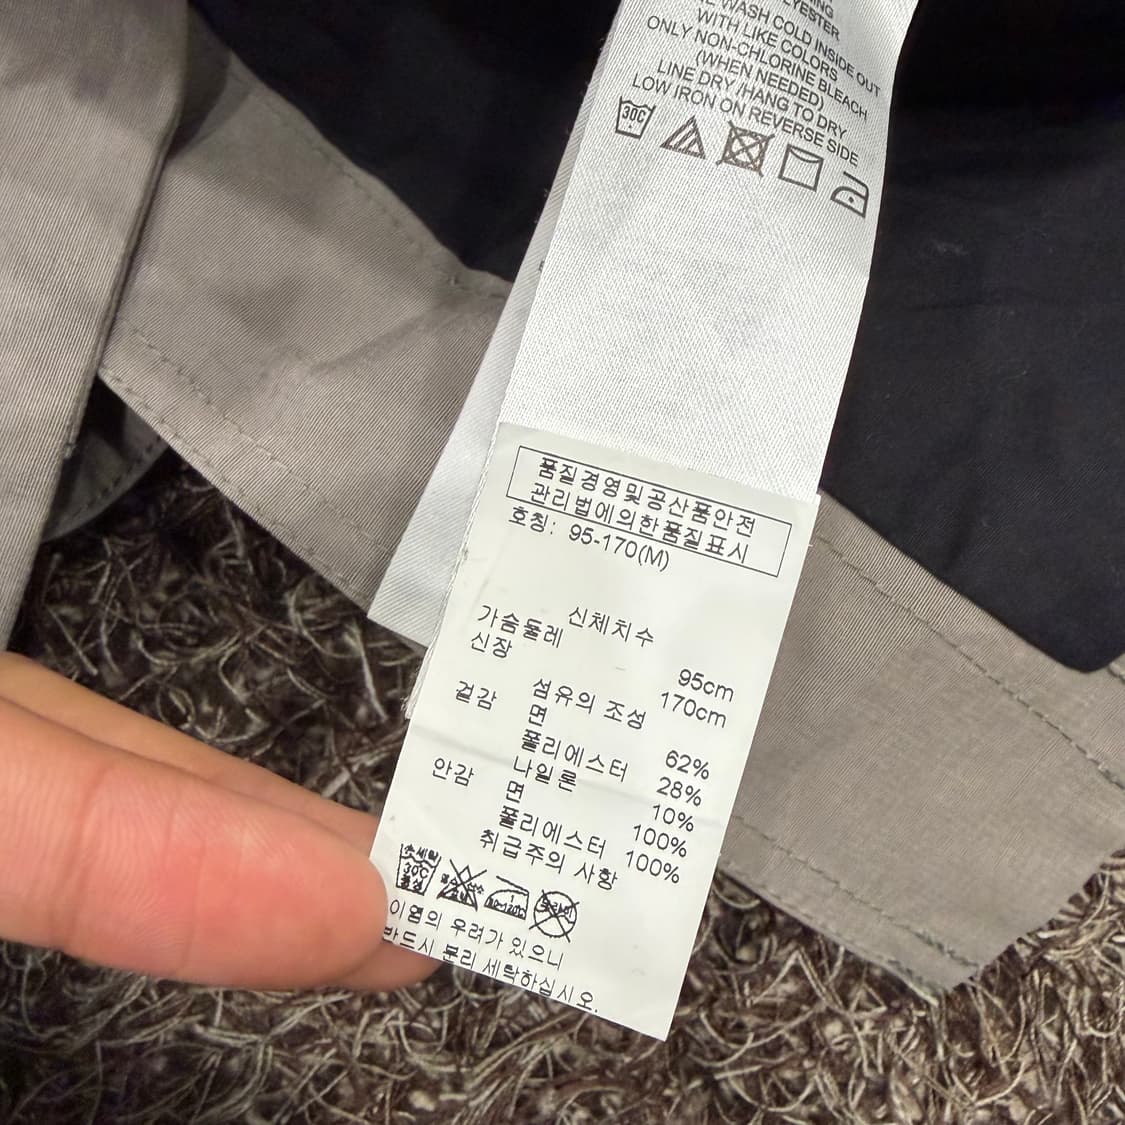 WASH COLD INSIDE OUT
WITH LIKE COLORS
ONLY NON-CHLORINE BLEACH
(WHEN NEEDED)
LINE DRY /HANG TO DRY
LOW IRON ON REVERSE SIDE
30C
품질경영및공산품안전
관리법에의한품질표시
호칭: 95-170(M)
신체치수
가슴둘레 95cm
신장 170cm
섬유의 조성
겉감 면 62%
폴리에스터 28%
나일론 10%
안감 면 100%
폴리에스터 100%
취급주의 사항
30℃
이염의 우려가 있으니
반드시 분리 세탁하십시오.